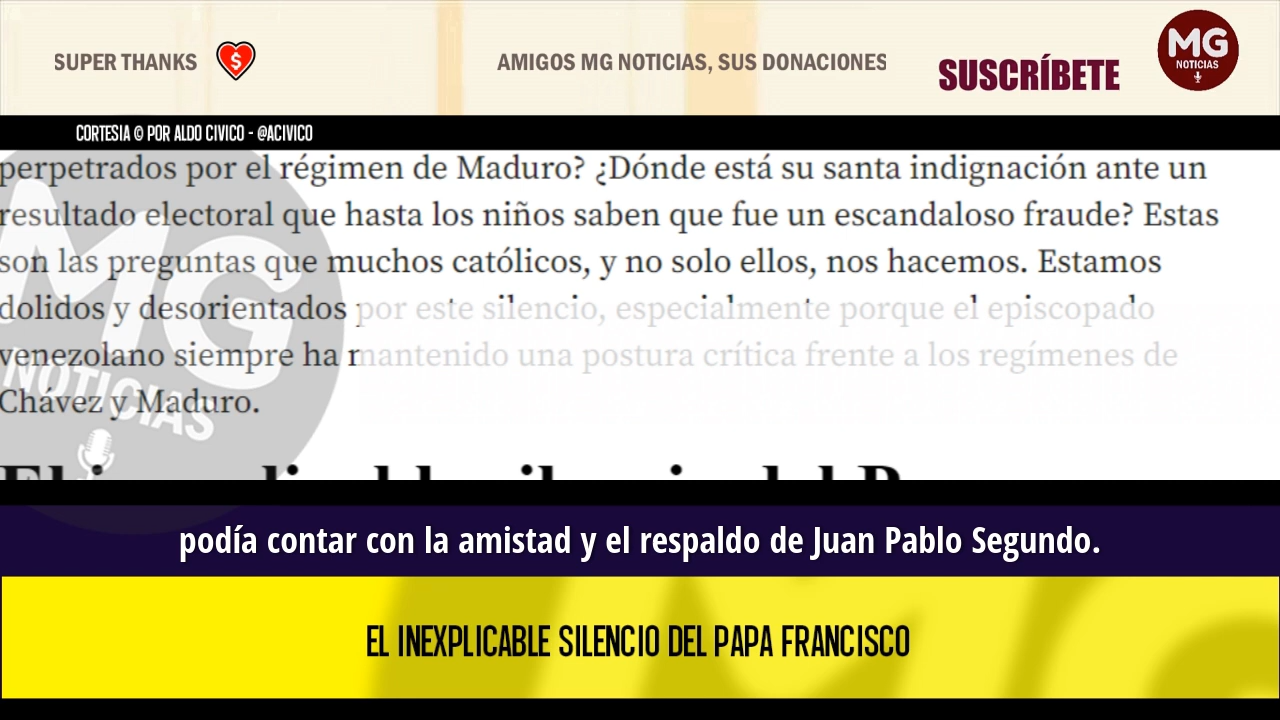 SUPER THANKS
$
AMIGOS MG NOTICIAS, SUS DONACIONES
SUSCRÍBETE
MG
NOTICIAS
CORTESIA © POR ALDO CIVICO - @ACIVICO
perpetrados por el régimen de Maduro? ¿Dónde está su santa indignación ante un
resultado electoral que hasta los niños saben que fue un escandaloso fraude? Estas
son las preguntas que muchos católicos, y no solo ellos, nos hacemos. Estamos
dolidos y desorientados por este silencio, especialmente porque el episcopado
venezolano siempre ha mantenido una postura crítica frente a los regímenes de
Chávez y Maduro.
MG
NOTICIAS
podía contar con la amistad y el respaldo de Juan Pablo Segundo.
EL INEXPLICABLE SILENCIO DEL PAPA FRANCISCO